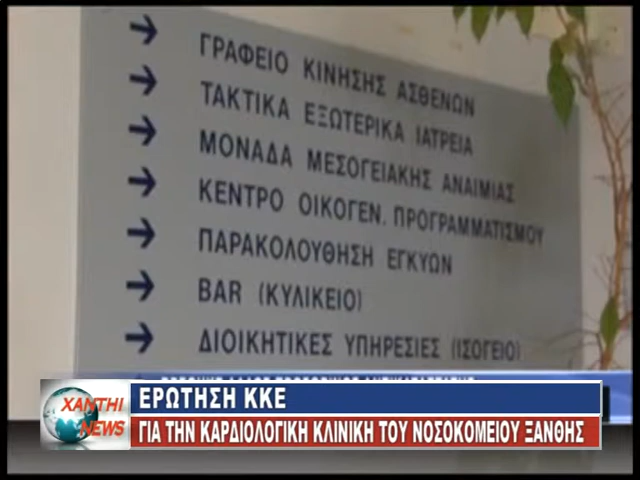 ΓΡΑΦΕΙΟ ΚΙΝΗΣΗΣ ΑΣΘΕΝΩΝ
ΤΑΚΤΙΚΑ ΕΞΩΤΕΡΙΚΑ ΙΑΤΡΕΙΑ
ΜΟΝΑΔΑ ΜΕΣΟΓΕΙΑΚΗΣ ΑΝΑΙΜΙΑΣ
ΚΕΝΤΡΟ ΟΙΚΟΓΕΝ. ΠΡΟΓΡΑΜΜΑΤΙΣΜΟΥ
ΠΑΡΑΚΟΛΟΥΘΗΣΗ ΕΓΚΥΩΝ
BAR (ΚΥΛΙΚΕΙΟ)
ΔΙΟΙΚΗΤΙΚΕΣ ΥΠΗΡΕΣΙΕΣ (ΙΣΟΓΕΙΟ)
XANTHI
NEWS
ΕΡΩΤΗΣΗ ΚΚΕ
ΓΙΑ ΤΗΝ ΚΑΡΔΙΟΛΟΓΙΚΗ ΚΛΙΝΙΚΗ ΤΟΥ ΝΟΣΟΚΟΜΕΙΟΥ ΞΑΝΘΗΣ